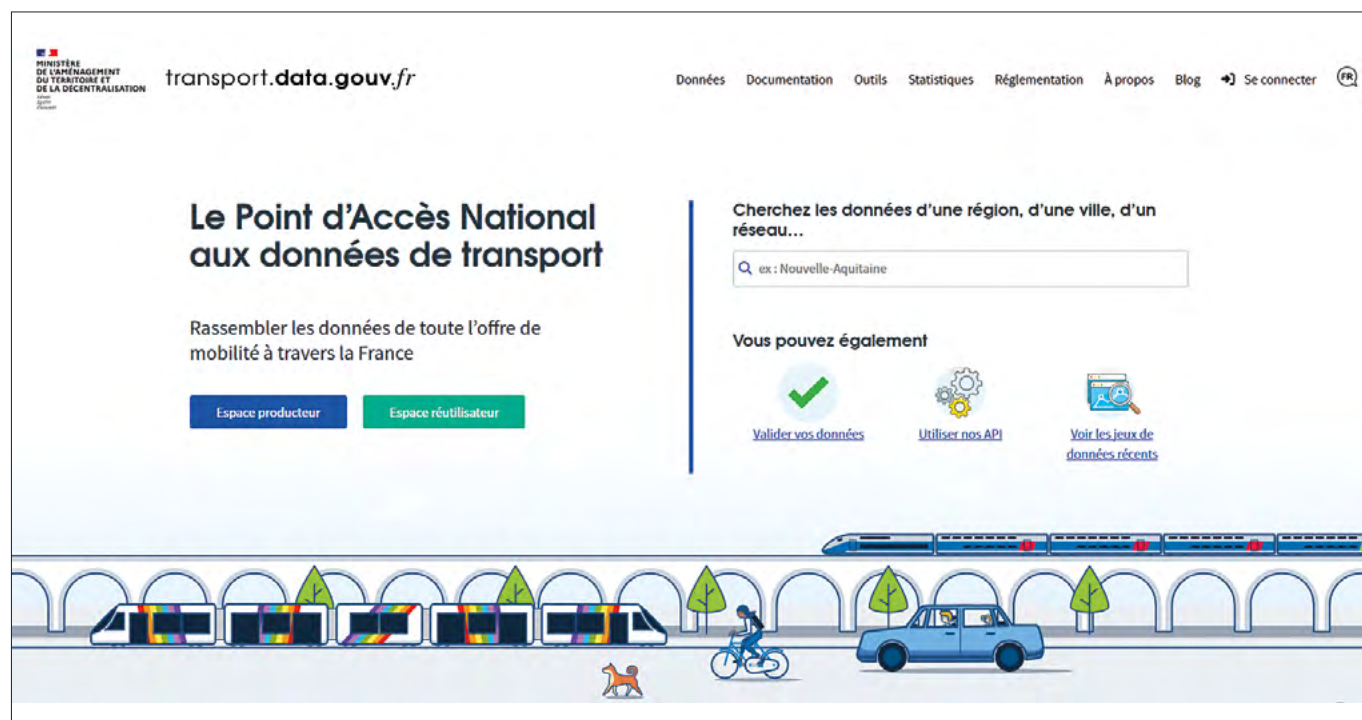 MINISTÈRE
DE L'AMÉNAGEMENT
DU TERRITOIRE ET
DE LA DÉCENTRALISATION
transport.data.gouv.fr
Données Documentation Outils Statistiques Réglementation À propos Blog Se connecter FR
Le Point d'Accès National
aux données de transport
Rassembler les données de toute l'offre de
mobilité à travers la France
Espace producteur Espace réutilisateur
Cherchez les données d'une région, d'une ville, d'un
réseau...
ex : Nouvelle-Aquitaine
Vous pouvez également
Valider vos données Utiliser nos API Voir les jeux de
données récents